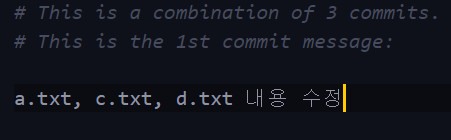 # This is a combination of 3 commits.
# This is the 1st commit message:
a.txt, c.txt, d.txt 내용 수정